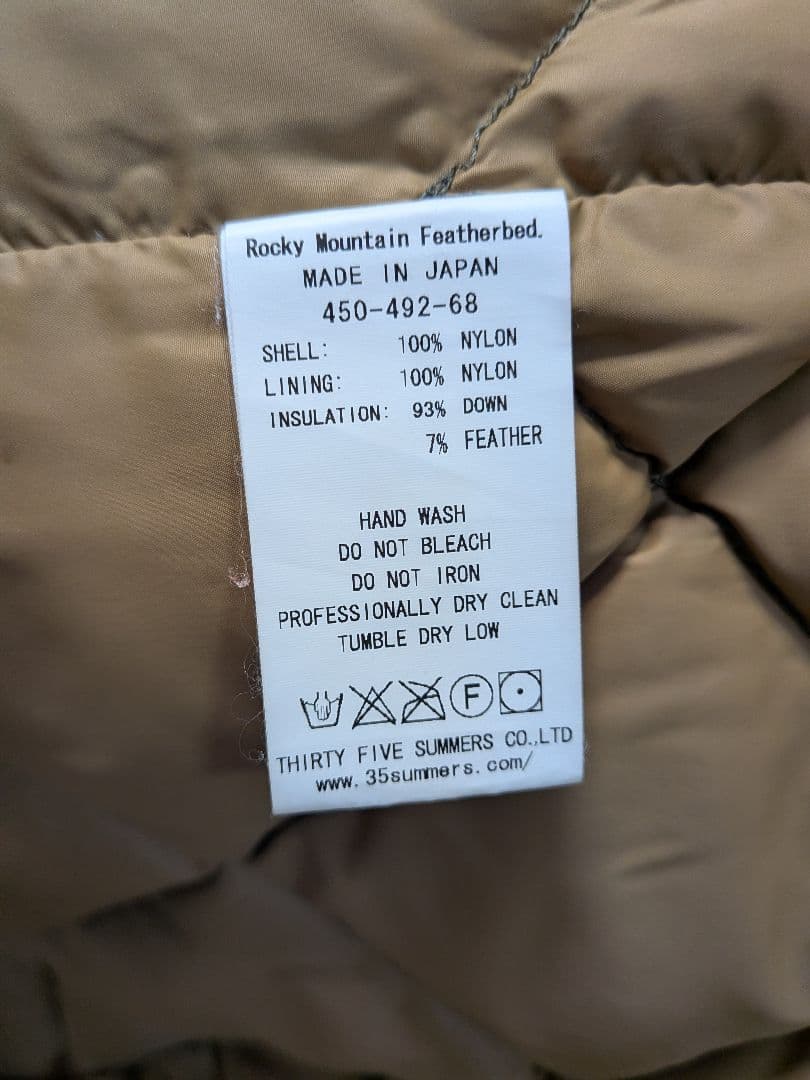 Rocky Mountain Featherbed.
MADE IN JAPAN
450-492-68
SHELL: 100% NYLON
LINING: 100% NYLON
INSULATION: 93% DOWN
7% FEATHER
HAND WASH
DO NOT BLEACH
DO NOT IRON
PROFESSIONALLY DRY CLEAN
TUMBLE DRY LOW
F
THIRTY FIVE SUMMERS CO.,LTD
www.35summers.com/